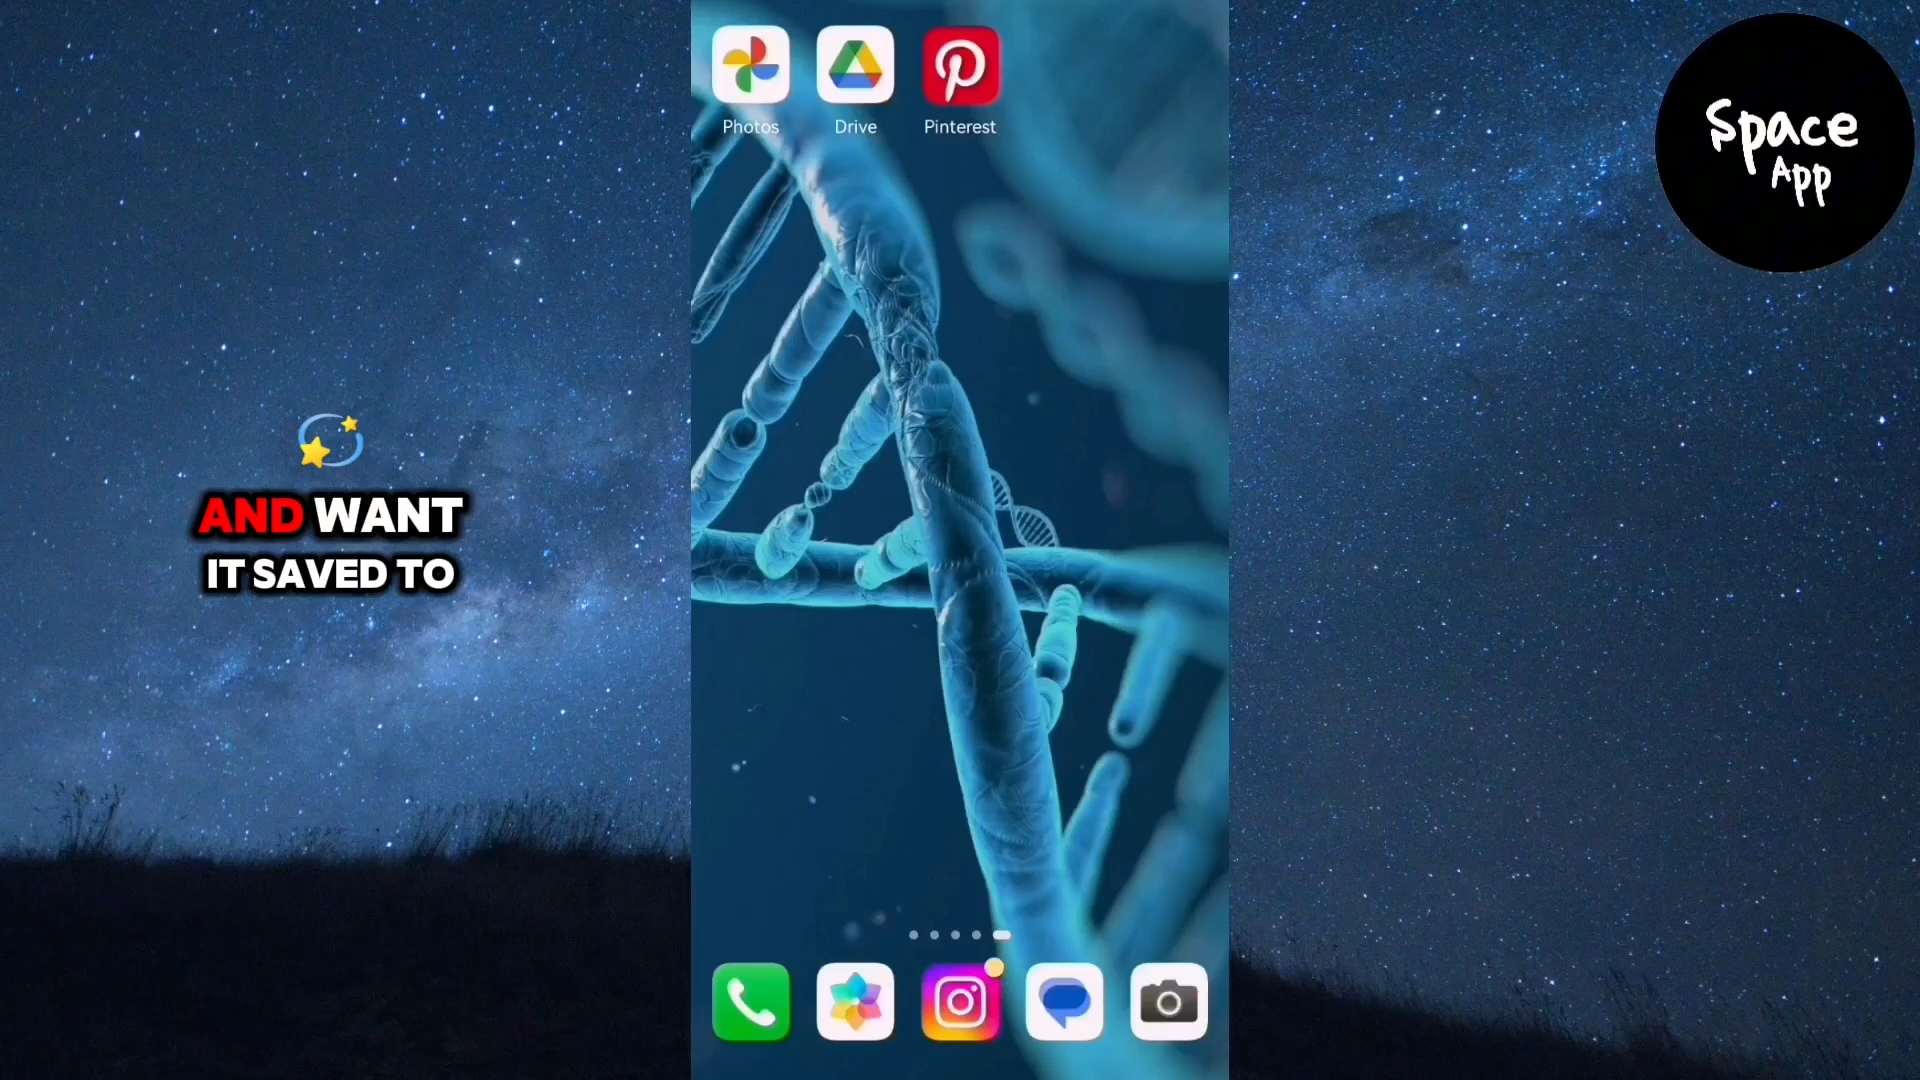 Photos
Drive
Pinterest
Space
App
AND WANT
IT SAVED TO